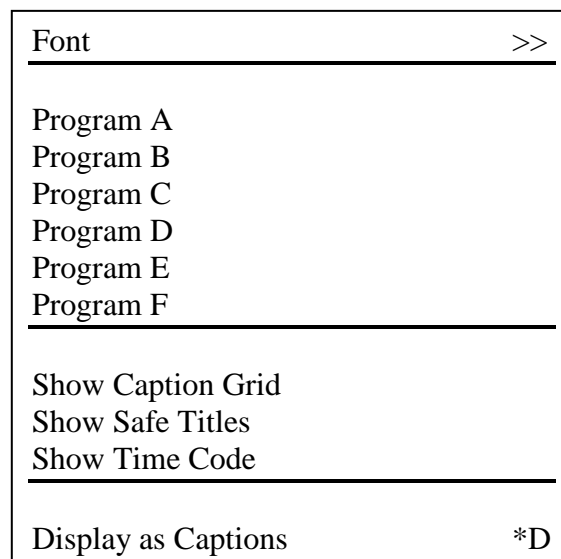 Font >>
Program A
Program B
Program C
Program D
Program E
Program F
Show Caption Grid
Show Safe Titles
Show Time Code
Display as Captions *D